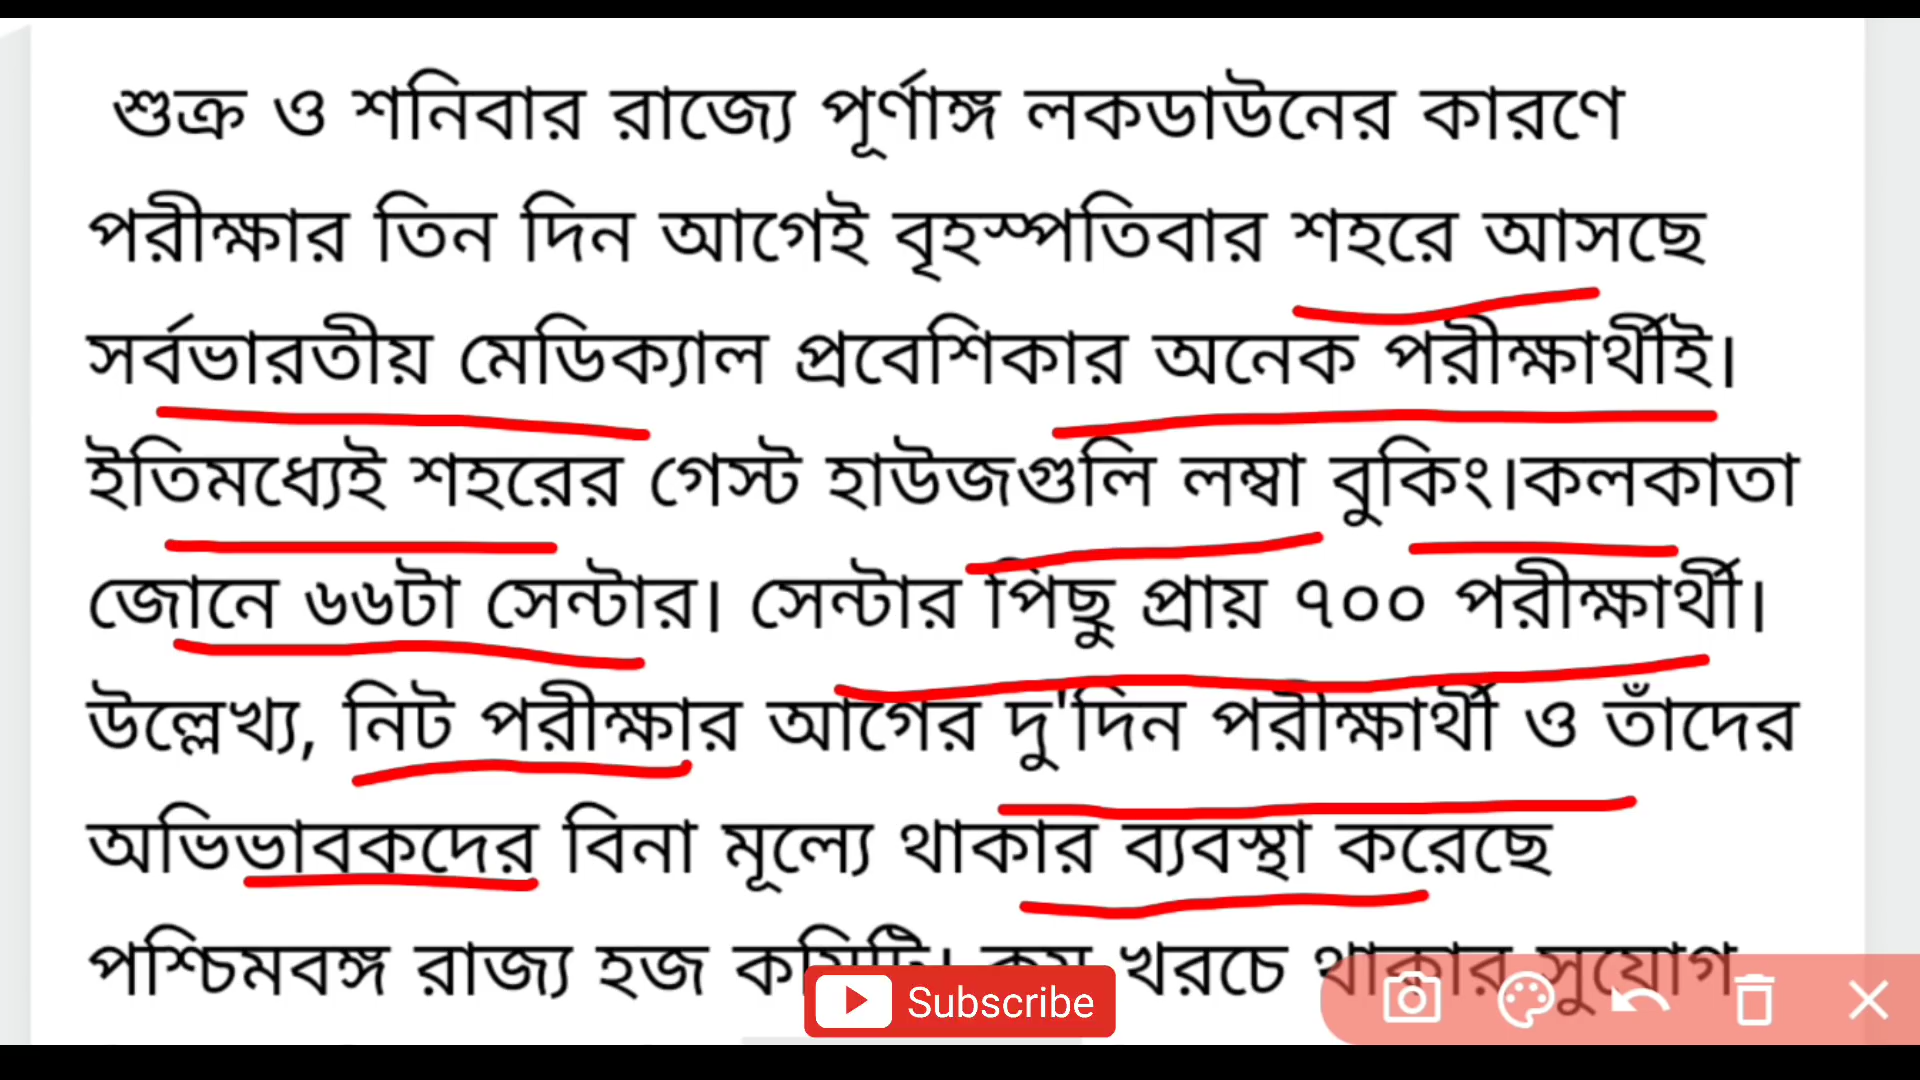 শুক্র ও শনিবার রাজ্যে পূর্ণাঙ্গ লকডাউনের কারণে
পরীক্ষার তিন দিন আগেই বৃহস্পতিবার শহরে আসছে
সর্বভারতীয় মেডিক্যাল প্রবেশিকার অনেক পরীক্ষার্থীই।
ইতিমধ্যেই শহরের গেস্ট হাউজগুলি লম্বা বুকিং।কলকাতা
জোনে ৬৬টা সেন্টার। সেন্টার পিছু প্রায় ৭০০ পরীক্ষার্থী।
উল্লেখ্য, নিট পরীক্ষার আগের দু'দিন পরীক্ষার্থী ও তাঁদের
অভিভাবকদের বিনা মূল্যে থাকার ব্যবস্থা করেছে
পশ্চিমবঙ্গ রাজ্য হজ কমিটি। কম খরচে থাকার সুযোগ
Subscribe